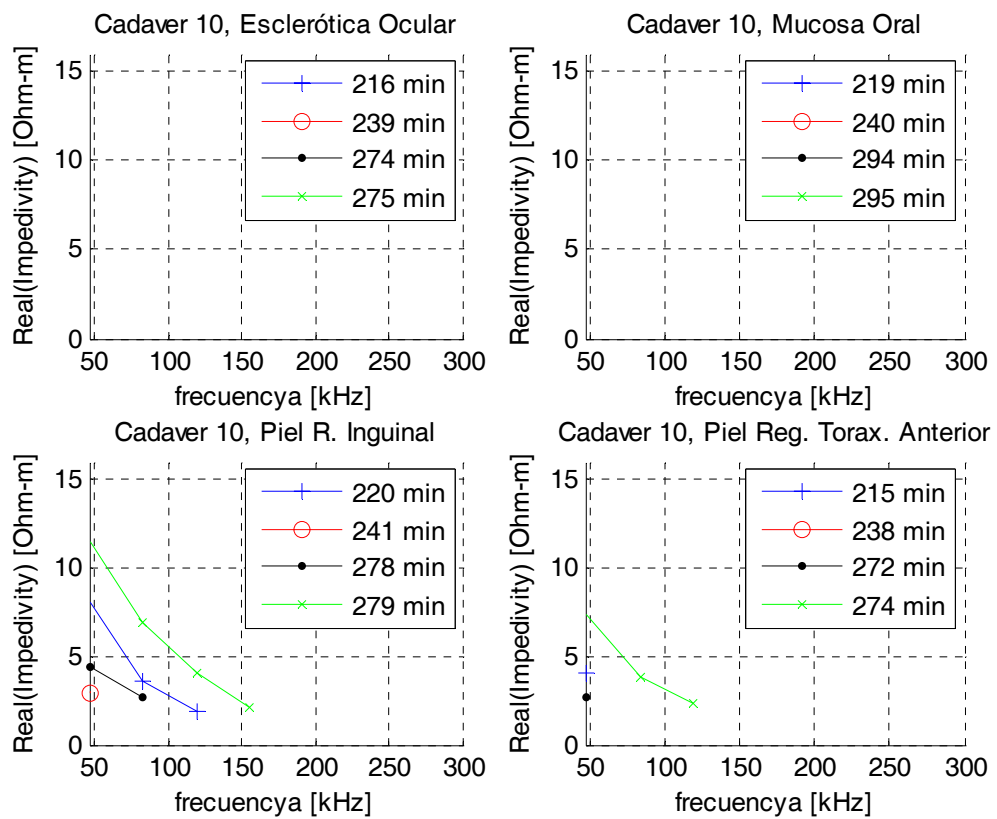 Cadaver 10, Esclerótica Ocular
Real(Impedivity) [Ohm-m]
15
10
5
0
216 min
239 min
274 min
275 min
50 100 150 200 250 300
frecuencya [kHz]
Cadaver 10, Mucosa Oral
Real(Impedivity) [Ohm-m]
15
10
5
0
219 min
240 min
294 min
295 min
50 100 150 200 250 300
frecuencya [kHz]
Cadaver 10, Piel R. Inguinal
Real(Impedivity) [Ohm-m]
15
10
5
0
220 min
241 min
278 min
279 min
50 100 150 200 250 300
frecuencya [kHz]
Cadaver 10, Piel Reg. Torax. Anterior
Real(Impedivity) [Ohm-m]
15
10
5
0
215 min
238 min
272 min
274 min
50 100 150 200 250 300
frecuencya [kHz]